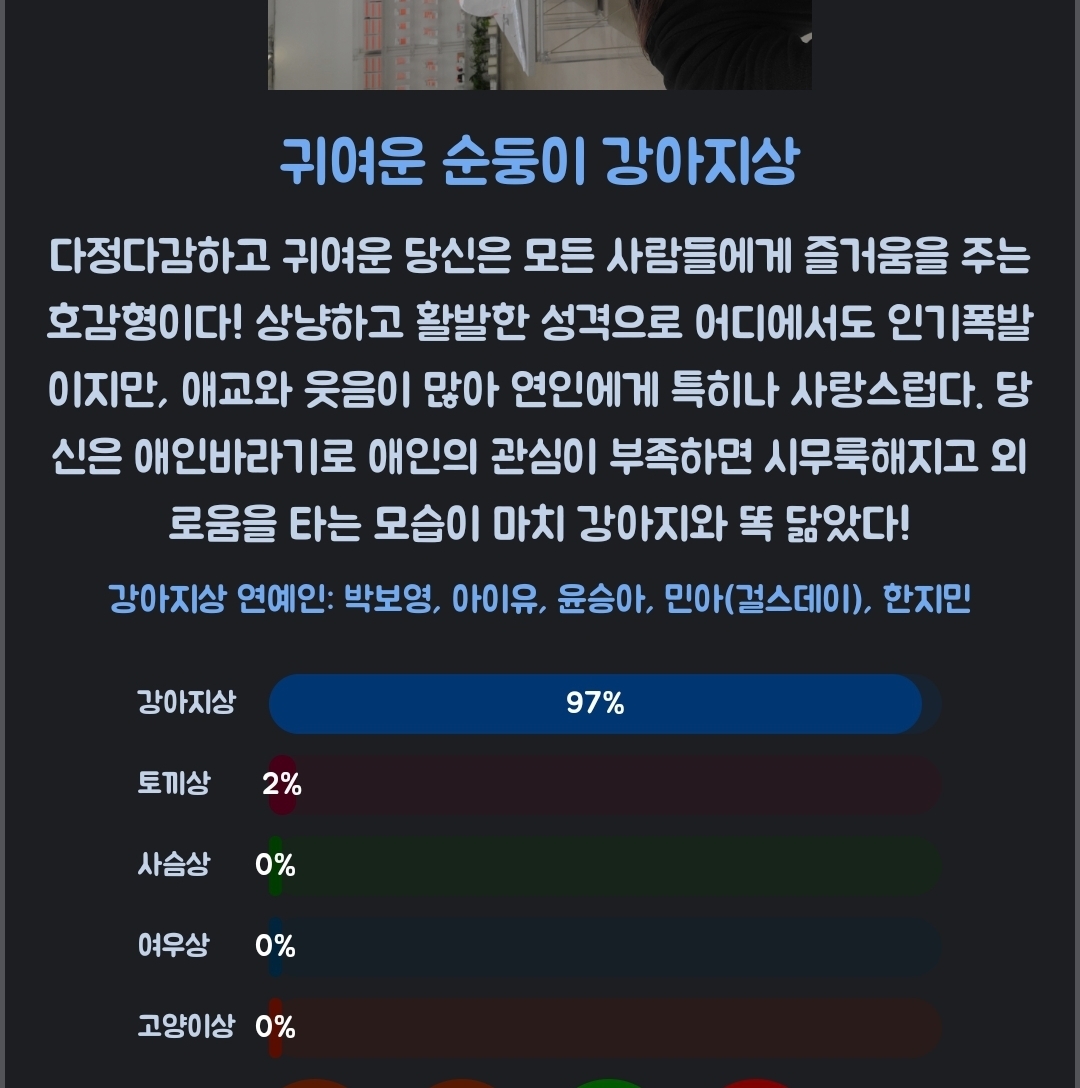 귀여운 순둥이 강아지상
다정다감하고 귀여운 당신은 모든 사람들에게 즐거움을 주는
호감형이다! 상냥하고 활발한 성격으로 어디에서도 인기폭발
이지만, 애교와 웃음이 많아 연인에게 특히나 사랑스럽다. 당
신은 애인바라기로 애인의 관심이 부족하면 시무룩해지고 외
로움을 타는 모습이 마치 강아지와 똑 닮았다!
강아지상 연예인: 박보영, 아이유, 윤승아, 민아(걸스데이), 한지민
강아지상 97%
토끼상 2%
사슴상 0%
여우상 0%
고양이상 0%